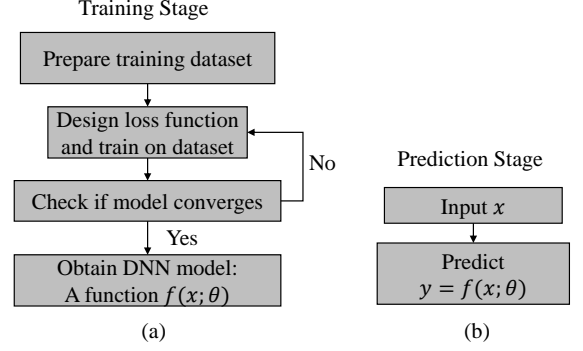 Training Stage
Prepare training dataset
Design loss function
and train on dataset
No
Check if model converges
Yes
Obtain DNN model:
A function 𝑓(𝑥; 𝜃)
(a)
Prediction Stage
Input 𝑥
Predict
𝑦 = 𝑓(𝑥; 𝜃)
(b)